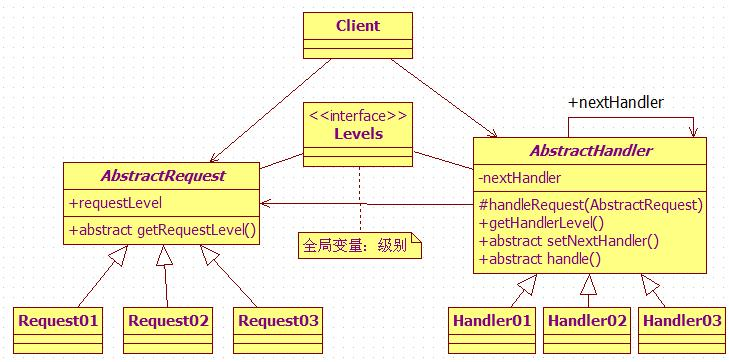 Client
+nextHandler
<<interface>>
Levels
AbstractRequest
+requestLevel
+abstract getRequestLevel()
AbstractHandler
-nextHandler
#handleRequest(AbstractRequest)
+getHandlerLevel()
+abstract setNextHandler()
+abstract handle()
全局变量：级别
Request01
Request02
Request03
Handler01
Handler02
Handler03